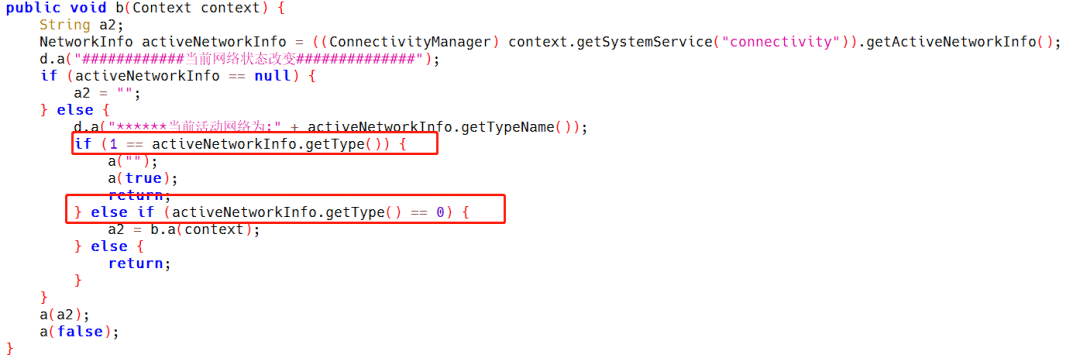 public void b(Context context) {
String a2;
NetworkInfo activeNetworkInfo = ((ConnectivityManager) context.getSystemService("connectivity")).getActiveNetworkInfo();
d.a("############当前网络状态改变##############");
if (activeNetworkInfo == null) {
a2 = "";
} else {
d.a("******当前活动网络为:" + activeNetworkInfo.getTypeName());
if (1 == activeNetworkInfo.getType()) {
a("");
a(true);
return;
} else if (activeNetworkInfo.getType() == 0) {
a2 = b.a(context);
} else {
return;
}
}
a(a2);
a(false);
}